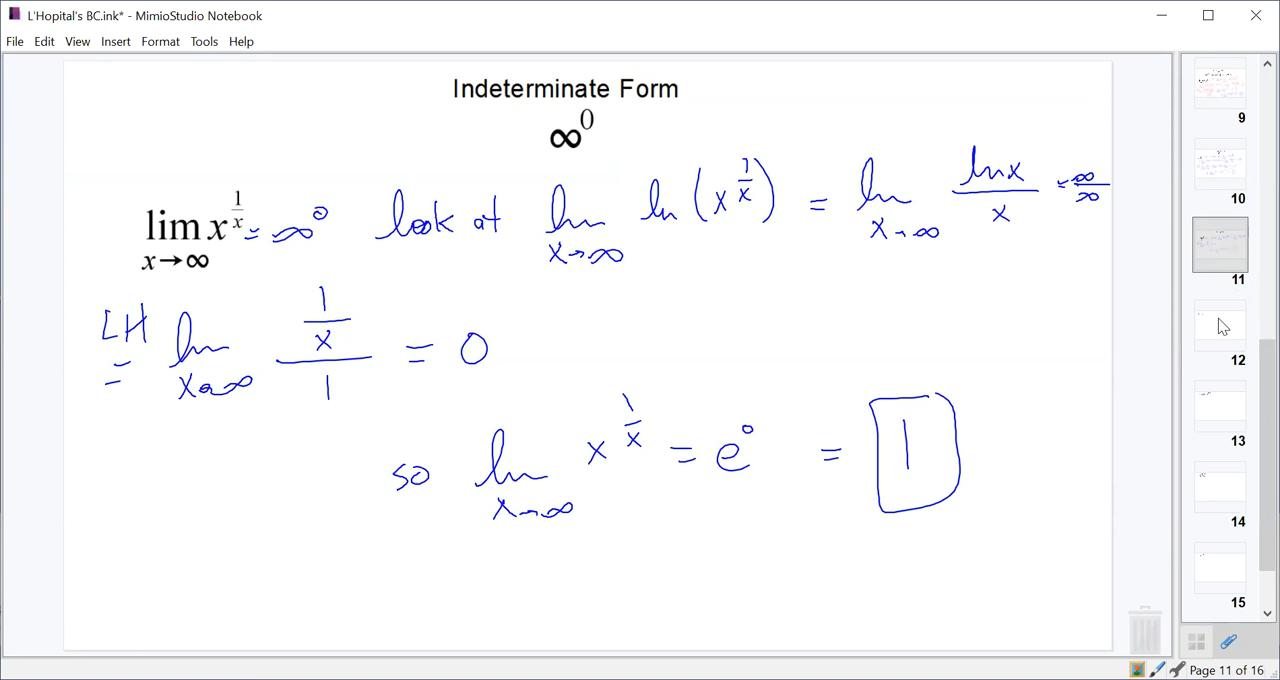 L'Hopital's BC.ink* - MimioStudio Notebook
File Edit View Insert Format Tools Help
Indeterminate Form
∞^0
lim x→∞ x^(1/x) = ∞^0 look at lim x→∞ ln(x^(1/x)) = lim x→∞ ln x / x = ∞/∞
LH = lim x→∞ (1/x)/1 = 0
so lim x→∞ x^(1/x) = e^0 = 1
9
10
11
12
13
14
15
Page 11 of 16